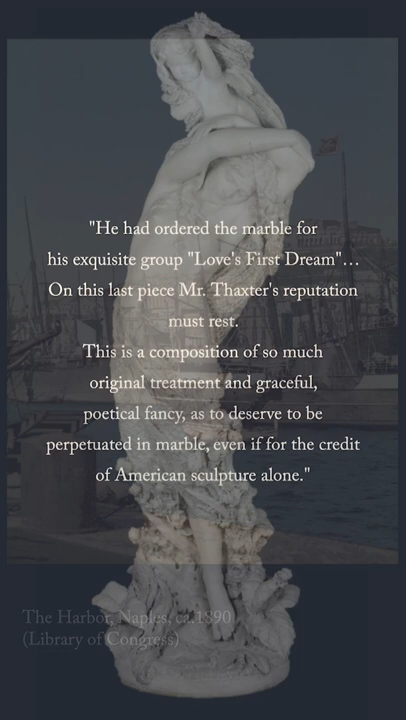 "He had ordered the marble for
his exquisite group "Love's First Dream"...
On this last piece Mr. Thaxter's reputation
must rest.
This is a composition of so much
original treatment and graceful,
poetical fancy, as to deserve to be
perpetuated in marble, even if for the credit
of American sculpture alone."
The Harbor, Naples, ca.1890
(Library of Congress)